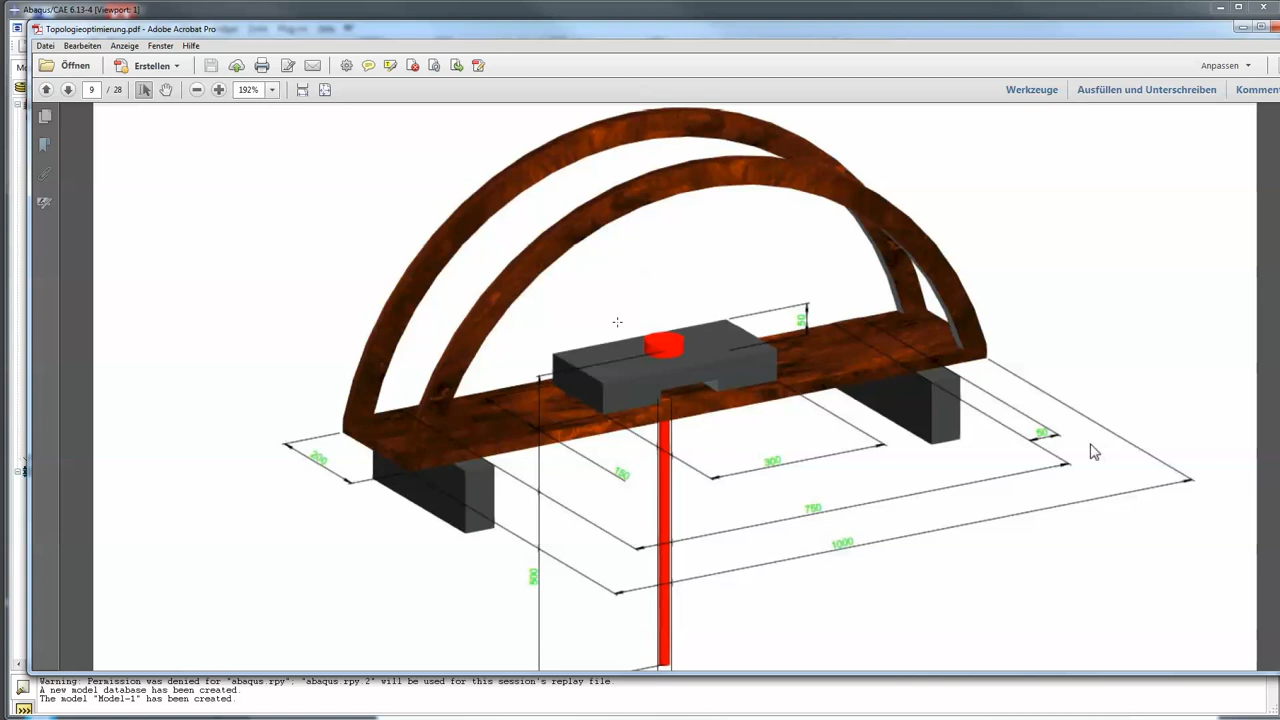 Abaqus/CAE 6.13-4 [Viewport: 1]
Topologieoptimierung.pdf - Adobe Acrobat Pro
Datei Bearbeiten Anzeige Fenster Hilfe
Öffnen Erstellen Anpassen
9 / 28 192% Werkzeuge Ausfüllen und Unterschreiben Kommen
50
50
200
150
300
750
1000
500
Warning: Permission was denied for "abaqus.rpy"; "abaqus.rpy.2" will be used for this session's replay file.
A new model database has been created.
The model "Model-1" has been created.